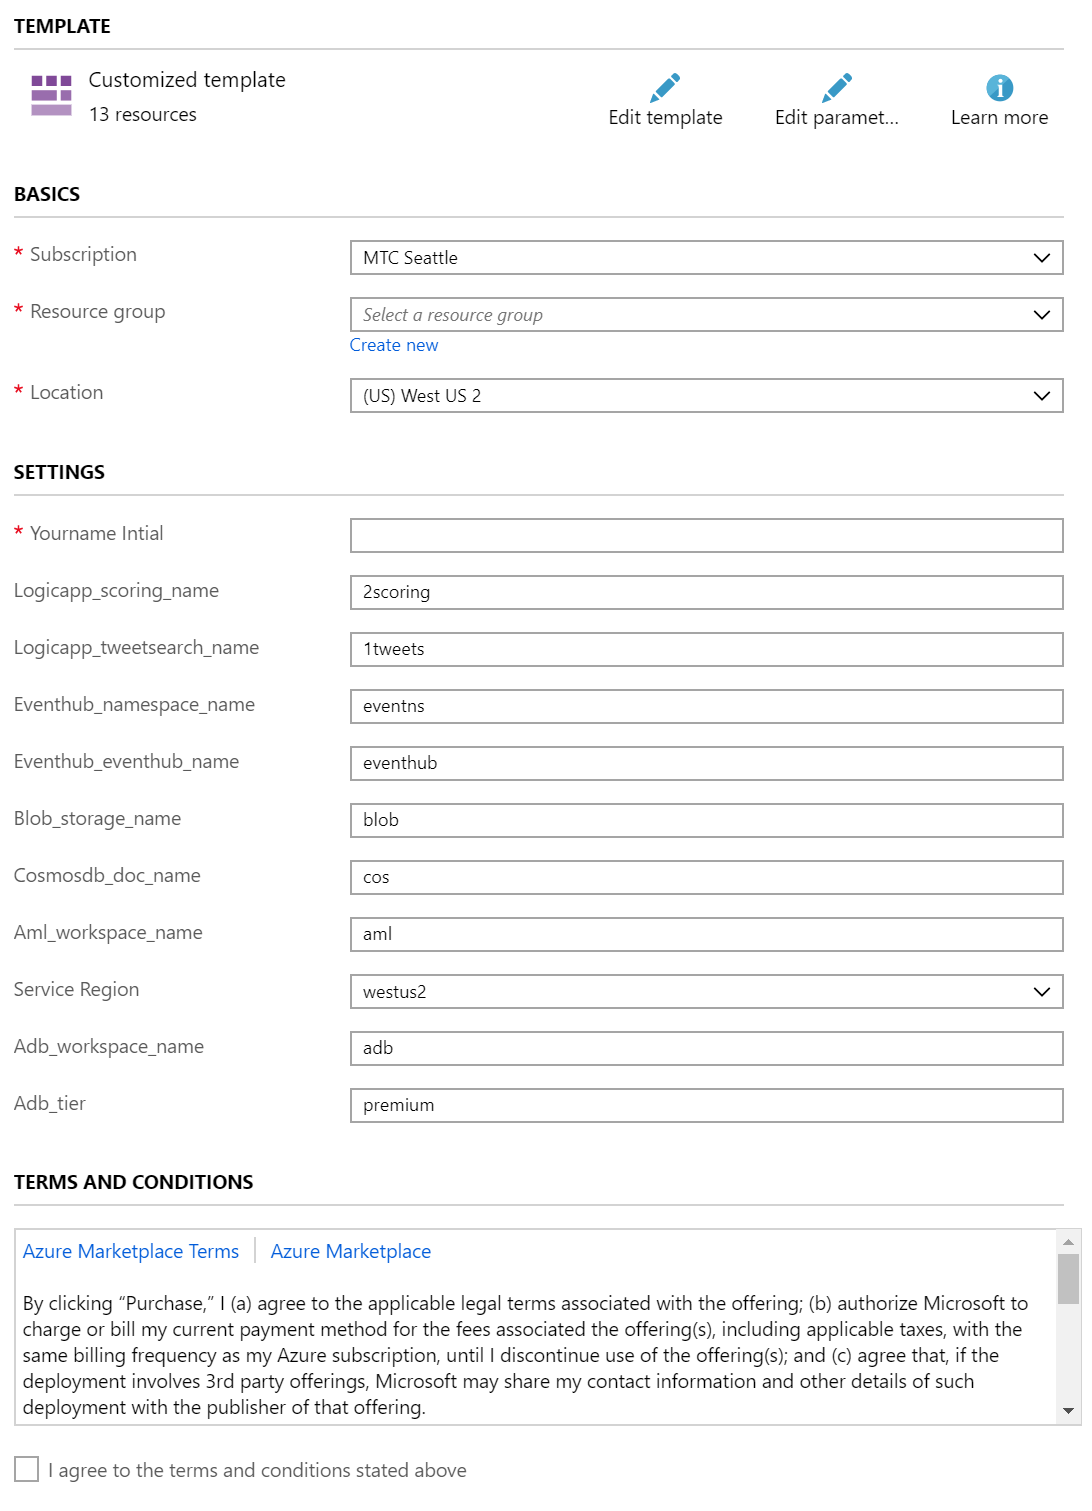 TEMPLATE
Customized template
13 resources
Edit template
Edit paramet...
Learn more
BASICS
* Subscription
MTC Seattle
* Resource group
Select a resource group
Create new
* Location
(US) West US 2
SETTINGS
* Yourname Intial
Logicapp_scoring_name
2scoring
Logicapp_tweetsearch_name
1tweets
Eventhub_namespace_name
eventns
Eventhub_eventhub_name
eventhub
Blob_storage_name
blob
Cosmosdb_doc_name
cos
Aml_workspace_name
aml
Service Region
westus2
Adb_workspace_name
adb
Adb_tier
premium
TERMS AND CONDITIONS
Azure Marketplace Terms | Azure Marketplace
By clicking “Purchase,” I (a) agree to the applicable legal terms associated with the offering; (b) authorize Microsoft to
charge or bill my current payment method for the fees associated the offering(s), including applicable taxes, with the
same billing frequency as my Azure subscription, until I discontinue use of the offering(s); and (c) agree that, if the
deployment involves 3rd party offerings, Microsoft may share my contact information and other details of such
deployment with the publisher of that offering.
I agree to the terms and conditions stated above